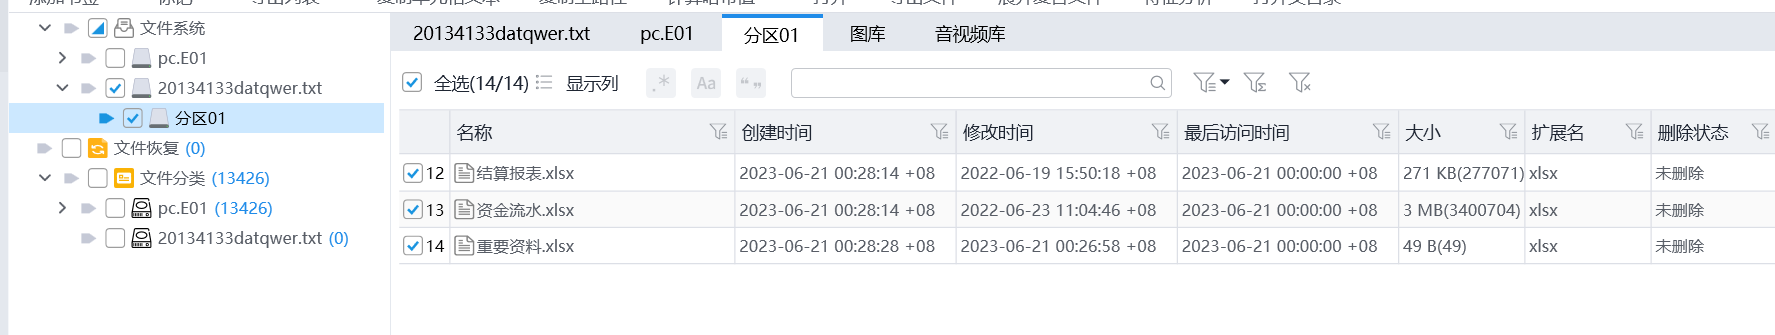 文件系统
pc.E01
20134133datqwer.txt
分区01
文件恢复 (0)
文件分类 (13426)
pc.E01 (13426)
20134133datqwer.txt (0)
20134133datqwer.txt pc.E01 分区01 图库 音视频库
全选(14/14) 显示列 .* Aa
名称 创建时间 修改时间 最后访问时间 大小 扩展名 删除状态
12 结算报表.xlsx 2023-06-21 00:28:14 +08 2022-06-19 15:50:18 +08 2023-06-21 00:00:00 +08 271 KB(277071) xlsx 未删除
13 资金流水.xlsx 2023-06-21 00:28:14 +08 2022-06-23 11:04:46 +08 2023-06-21 00:00:00 +08 3 MB(3400704) xlsx 未删除
14 重要资料.xlsx 2023-06-21 00:28:28 +08 2023-06-21 00:26:58 +08 2023-06-21 00:00:00 +08 49 B(49) xlsx 未删除